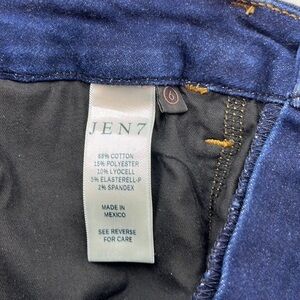 JEN7
6
68% COTTON
15% POLYESTER
10% LYOCELL
5% ELASTERELL-P
2% SPANDEX
MADE IN
MEXICO
SEE REVERSE
FOR CARE